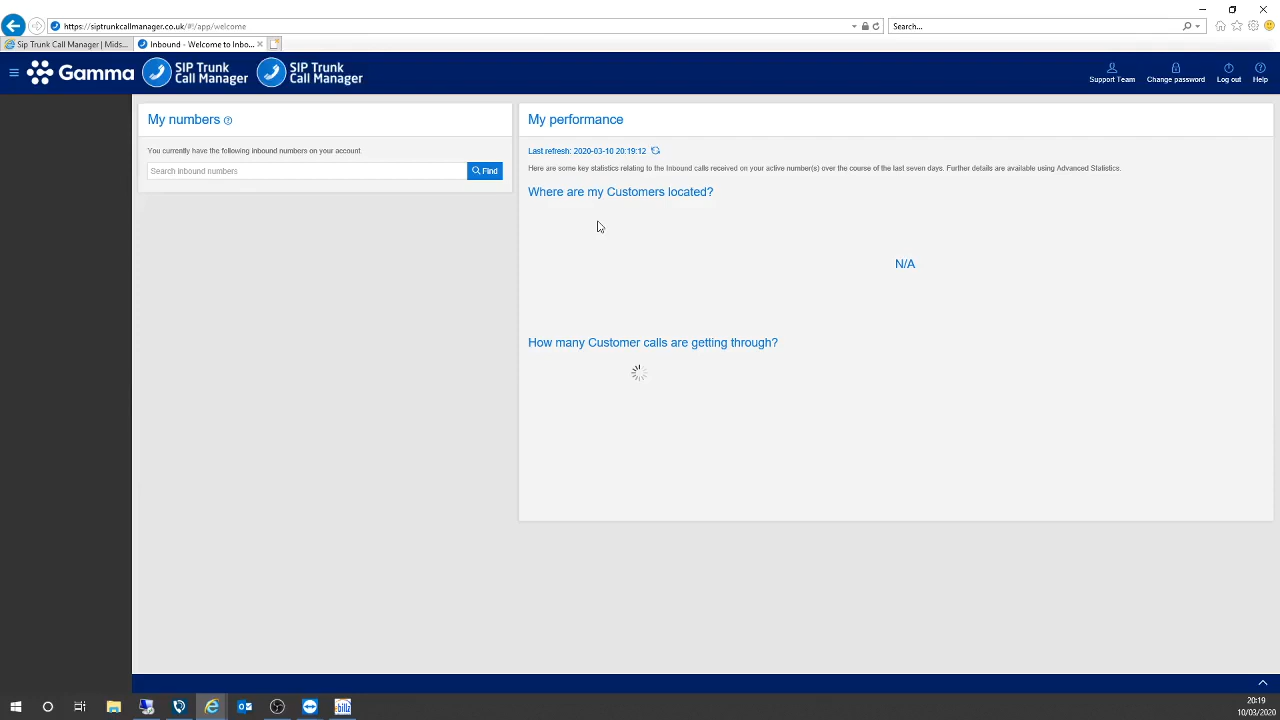 https://siptrunkcallmanager.co.uk/#!/app/welcome
Search...
Sip Trunk Call Manager | Mids...
Inbound - Welcome to Inbo...
Gamma
SIP Trunk
Call Manager
SIP Trunk
Call Manager
Support Team
Change password
Log out
Help
My numbers
You currently have the following inbound numbers on your account
Search inbound numbers
Find
My performance
Last refresh: 2020-03-10 20:19:12
Here are some key statistics relating to the Inbound calls received on your active number(s) over the course of the last seven days. Further details are available using Advanced Statistics.
Where are my Customers located?
N/A
How many Customer calls are getting through?
billz
20:19
10/03/2020